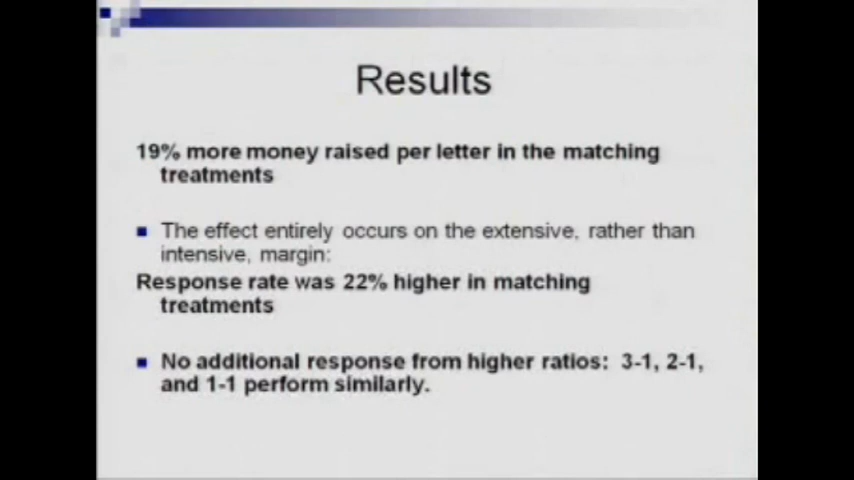 Results
19% more money raised per letter in the matching
treatments
The effect entirely occurs on the extensive, rather than
intensive, margin:
Response rate was 22% higher in matching
treatments
No additional response from higher ratios: 3-1, 2-1,
and 1-1 perform similarly.